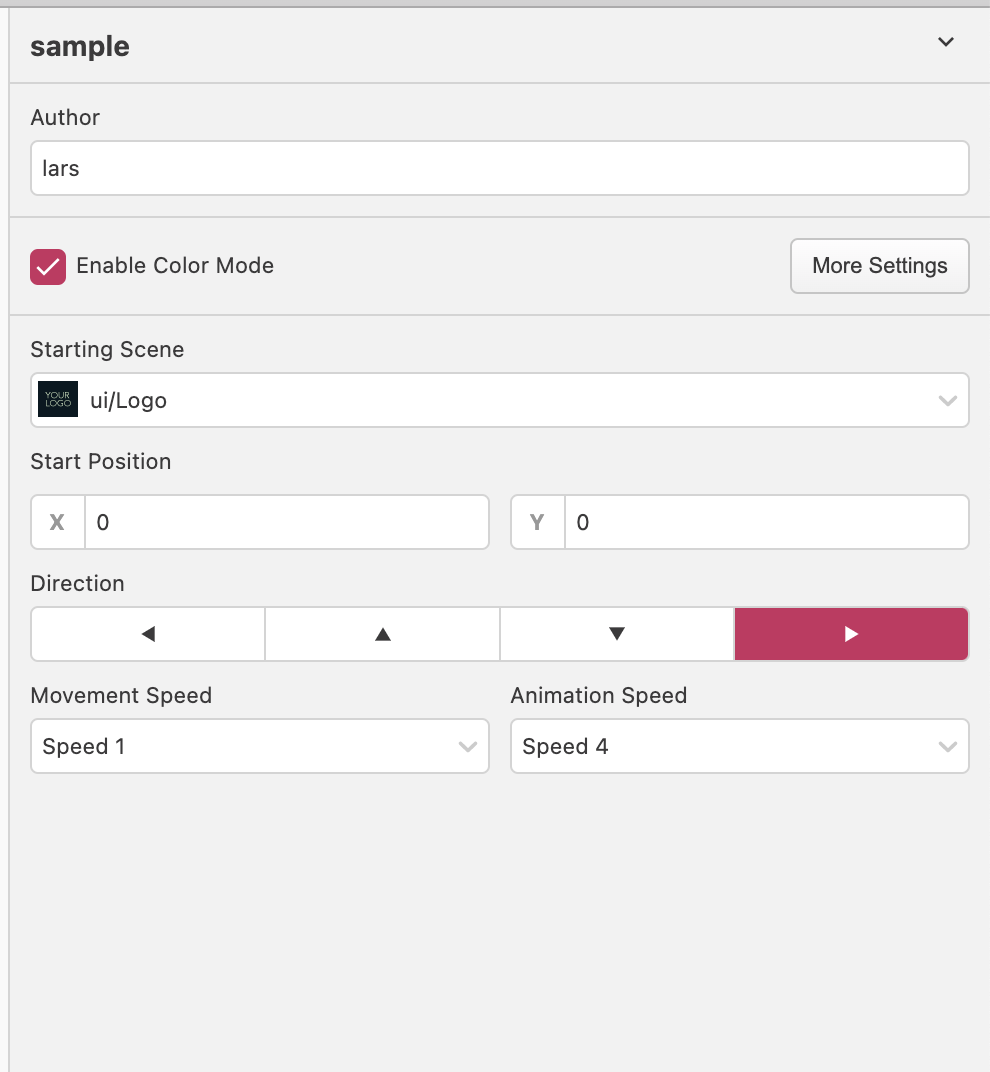 sample
Author
lars
Enable Color Mode
More Settings
Starting Scene
YOUR
LOGO
ui/Logo
Start Position
X
0
Y
0
Direction
Movement Speed
Animation Speed
Speed 1
Speed 4